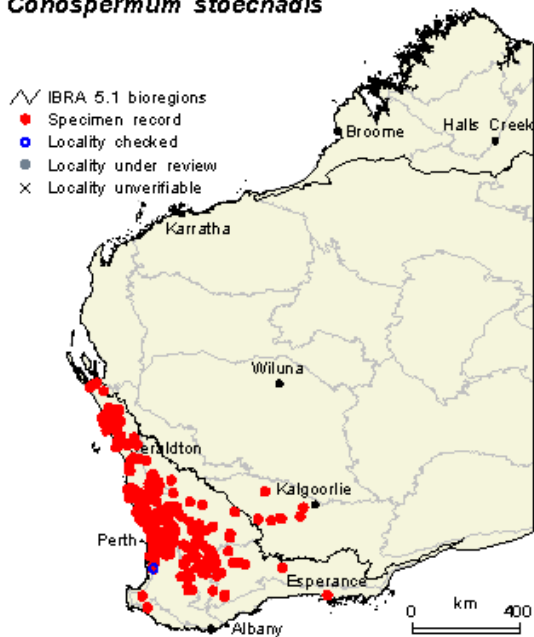 Conospermum stoechadis
IBRA 5.1 bioregions
Specimen record
Locality checked
Locality under review
Locality unverifiable
Broome
Halls Creek
Karratha
Wiluna
eraldton
Kalgoorlie
Perth
Esperance
Albany
km
0 400